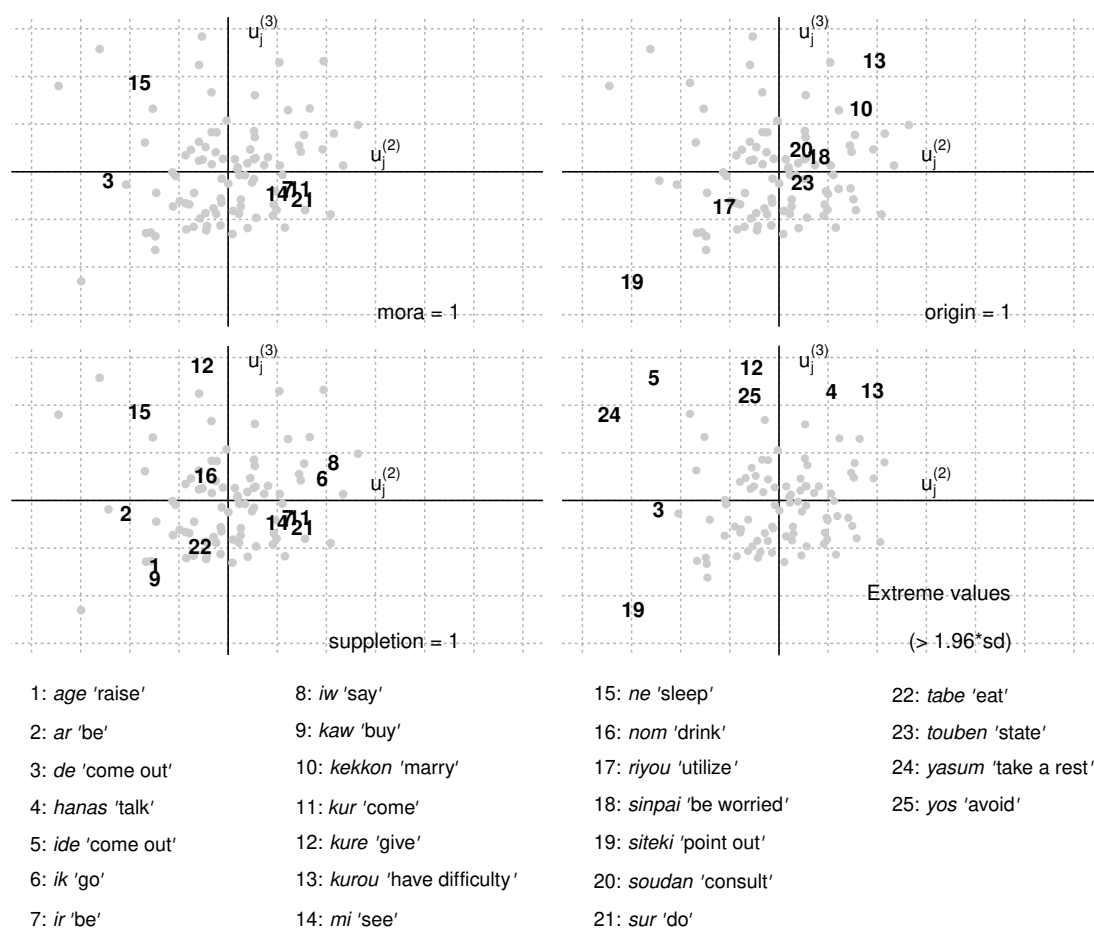 u_j^(3)
15
u_j^(2)
3
14 7 11
21
mora = 1
u_j^(3)
13
10
20 18
u_j^(2)
23
17
19
origin = 1
12
u_j^(3)
15
8
16
6
u_j^(2)
2
14 7 11
21
22
1
9
suppletion = 1
12
u_j^(3)
5
25
4
13
24
u_j^(2)
3
Extreme values
19
(> 1.96*sd)
1: age 'raise'
2: ar 'be'
3: de 'come out'
4: hanas 'talk'
5: ide 'come out'
6: ik 'go'
7: ir 'be'
8: iw 'say'
9: kaw 'buy'
10: kekkon 'marry'
11: kur 'come'
12: kure 'give'
13: kurou 'have difficulty'
14: mi 'see'
15: ne 'sleep'
16: nom 'drink'
17: riyou 'utilize'
18: sinpai 'be worried'
19: siteki 'point out'
20: soudan 'consult'
21: sur 'do'
22: tabe 'eat'
23: touben 'state'
24: yasum 'take a rest'
25: yos 'avoid'